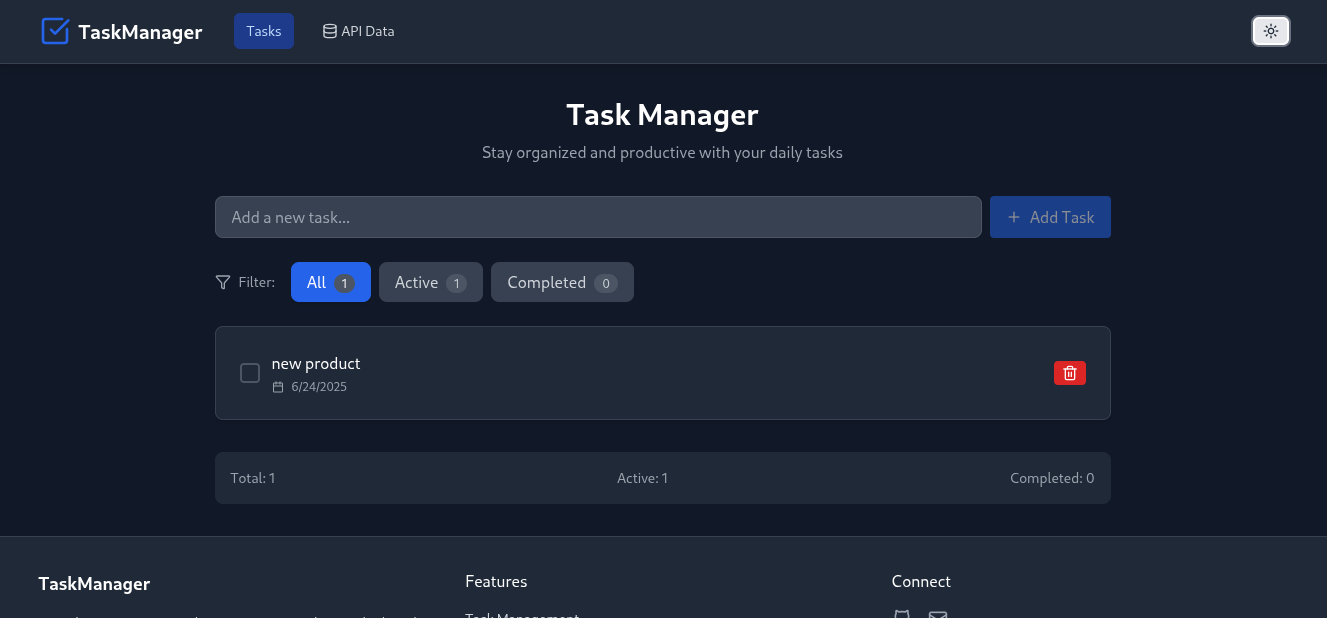 TaskManager
Tasks
API Data
Task Manager
Stay organized and productive with your daily tasks
Add a new task...
+ Add Task
Filter:
All 1
Active 1
Completed 0
new product
6/24/2025
Total: 1
Active: 1
Completed: 0
TaskManager
Features
Connect
Task Management